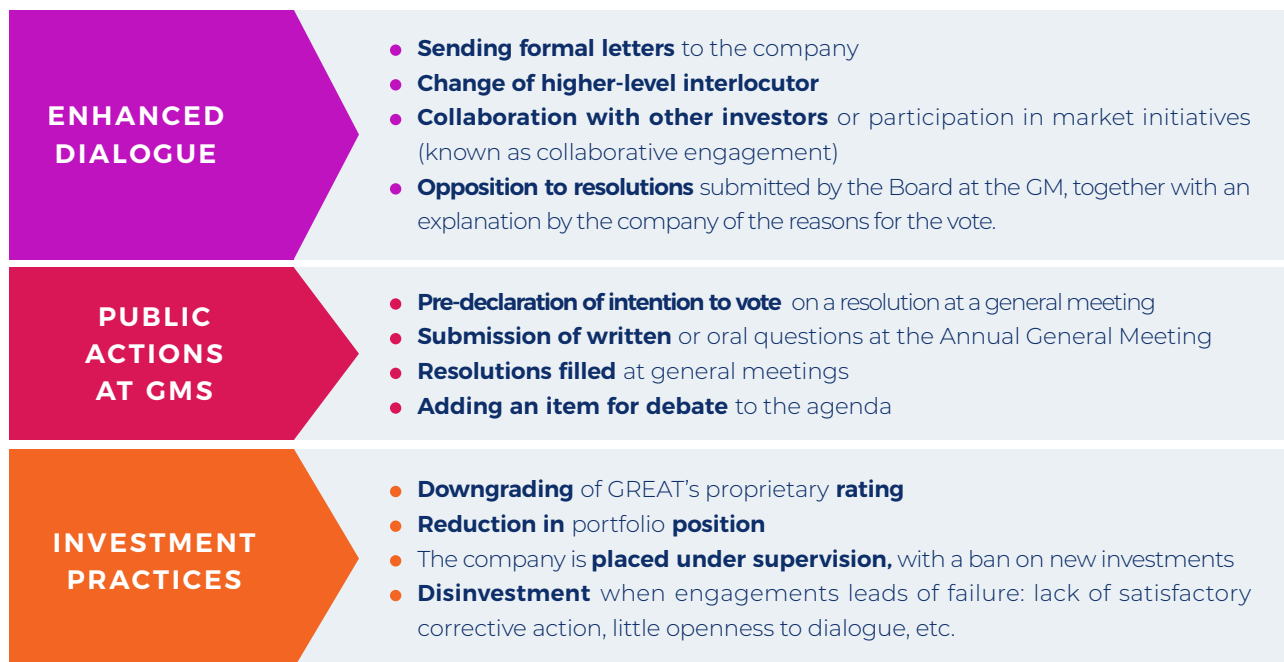 ENHANCED
DIALOGUE
• Sending formal letters to the company
• Change of higher-level interlocutor
• Collaboration with other investors or participation in market initiatives
(known as collaborative engagement)
• Opposition to resolutions submitted by the Board at the GM, together with an
explanation by the company of the reasons for the vote.
PUBLIC
ACTIONS
AT GMS
• Pre-declaration of intention to vote on a resolution at a general meeting
• Submission of written or oral questions at the Annual General Meeting
• Resolutions filled at general meetings
• Adding an item for debate to the agenda
INVESTMENT
PRACTICES
• Downgrading of GREAT's proprietary rating
• Reduction in portfolio position
• The company is placed under supervision, with a ban on new investments
• Disinvestment when engagements leads of failure: lack of satisfactory
corrective action, little openness to dialogue, etc.